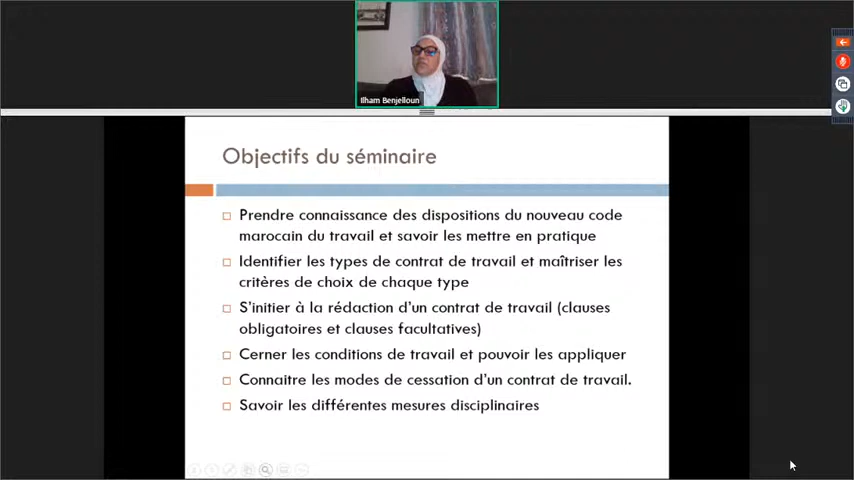 Ilham Benjelloun
Objectifs du séminaire
Prendre connaissance des dispositions du nouveau code
marocain du travail et savoir les mettre en pratique
Identifier les types de contrat de travail et maîtriser les
critères de choix de chaque type
S'initier à la rédaction d'un contrat de travail (clauses
obligatoires et clauses facultatives)
Cerner les conditions de travail et pouvoir les appliquer
Connaitre les modes de cessation d'un contrat de travail.
Savoir les différentes mesures disciplinaires